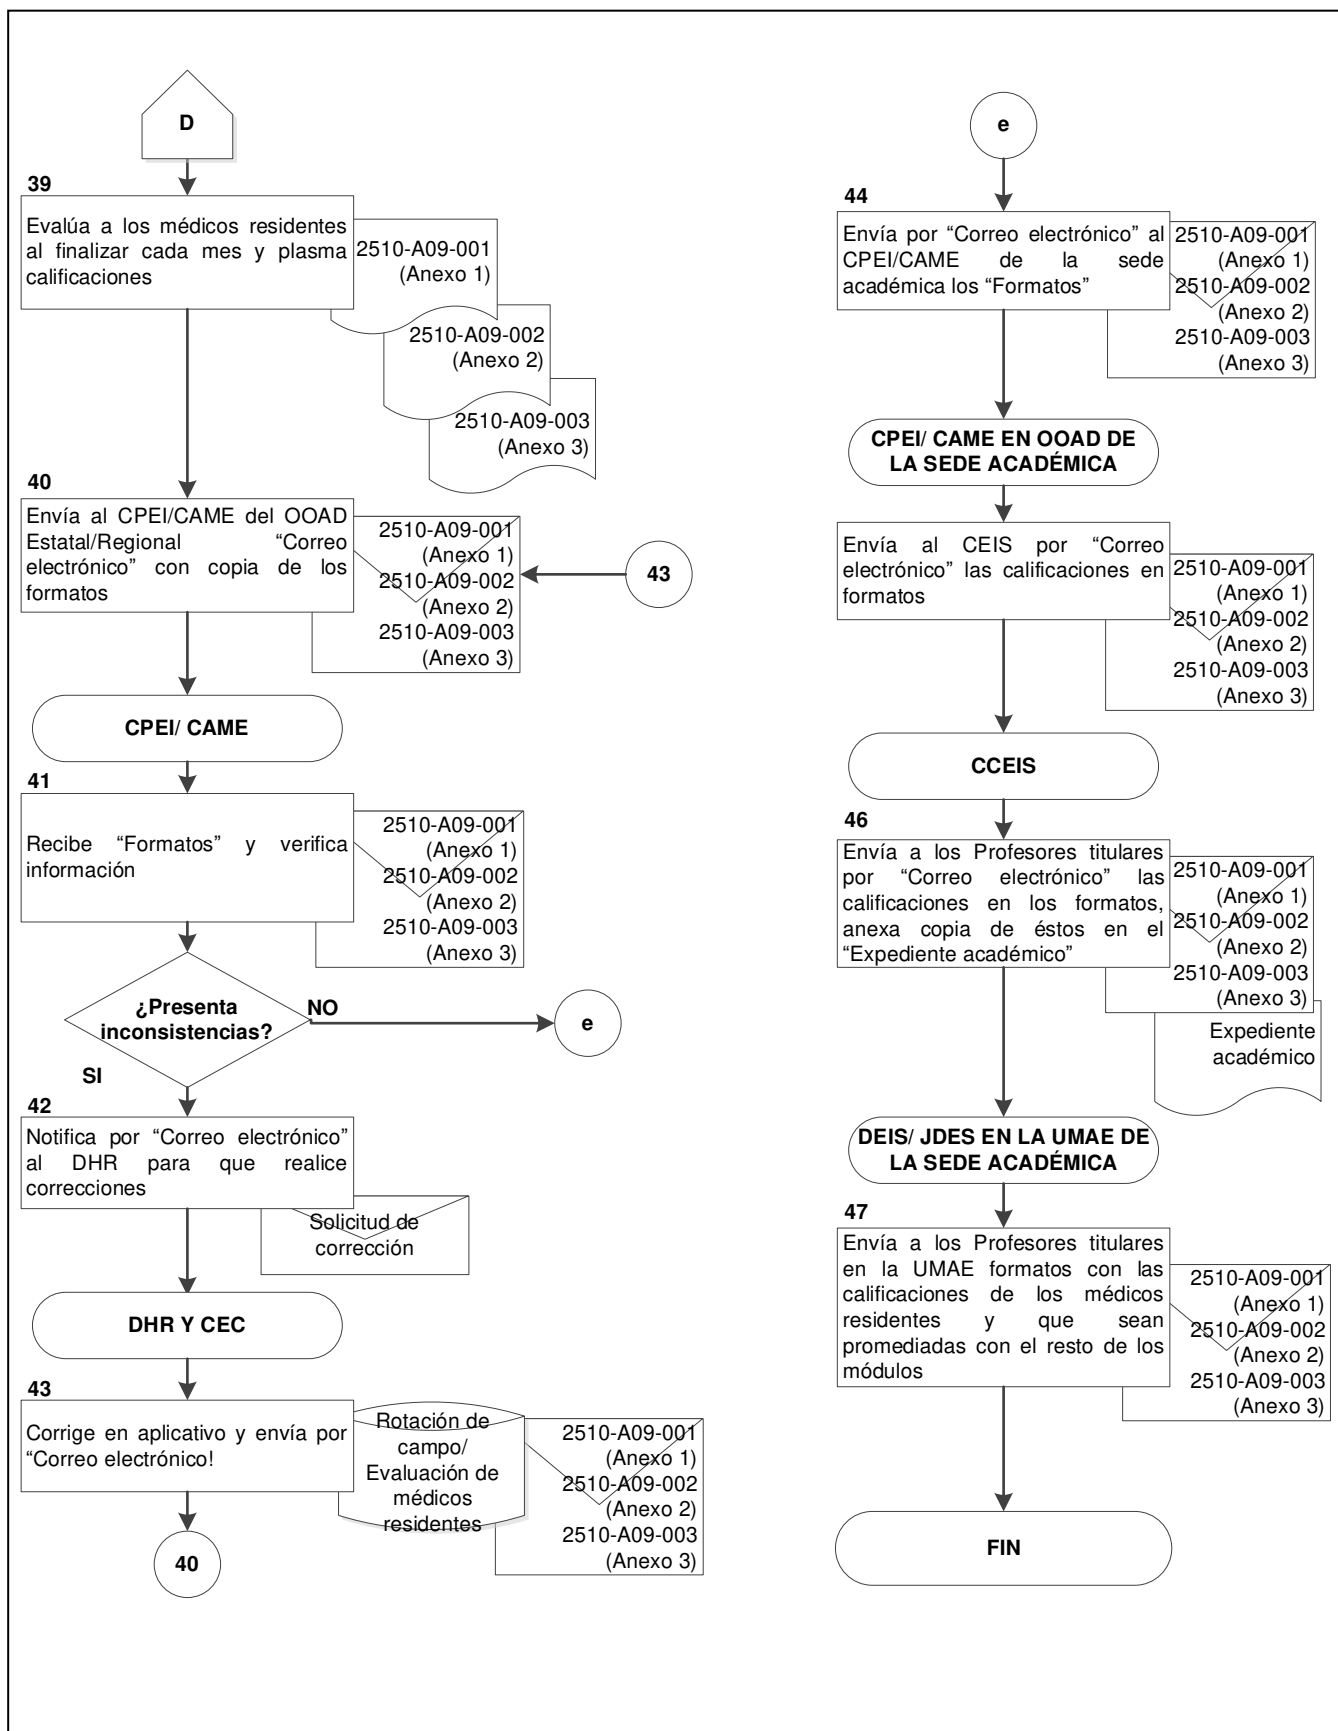 D
39
Evalúa a los médicos residentes
al finalizar cada mes y plasma
calificaciones
2510-A09-001
(Anexo 1)
2510-A09-002
(Anexo 2)
2510-A09-003
(Anexo 3)
40
Envía al CPEI/CAME del OOAD
Estatal/Regional “Correo
electrónico” con copia de los
formatos
2510-A09-001
(Anexo 1)
2510-A09-002
(Anexo 2)
2510-A09-003
(Anexo 3)
43
CPEI/ CAME
41
Recibe “Formatos” y verifica
información
2510-A09-001
(Anexo 1)
2510-A09-002
(Anexo 2)
2510-A09-003
(Anexo 3)
¿Presenta
inconsistencias?
NO
e
SI
42
Notifica por “Correo electrónico”
al DHR para que realice
correcciones
Solicitud de
corrección
DHR Y CEC
43
Corrige en aplicativo y envía por
“Correo electrónico!
Rotación de
campo/
Evaluación de
médicos
residentes
2510-A09-001
(Anexo 1)
2510-A09-002
(Anexo 2)
2510-A09-003
(Anexo 3)
40
e
44
Envía por “Correo electrónico” al
CPEI/CAME de la sede
académica los “Formatos”
2510-A09-001
(Anexo 1)
2510-A09-002
(Anexo 2)
2510-A09-003
(Anexo 3)
CPEI/ CAME EN OOAD DE
LA SEDE ACADÉMICA
Envía al CEIS por “Correo
electrónico” las calificaciones en
formatos
2510-A09-001
(Anexo 1)
2510-A09-002
(Anexo 2)
2510-A09-003
(Anexo 3)
CCEIS
46
Envía a los Profesores titulares
por “Correo electrónico” las
calificaciones en los formatos,
anexa copia de éstos en el
“Expediente académico”
2510-A09-001
(Anexo 1)
2510-A09-002
(Anexo 2)
2510-A09-003
(Anexo 3)
Expediente
académico
DEIS/ JDES EN LA UMAE DE
LA SEDE ACADÉMICA
47
Envía a los Profesores titulares
en la UMAE formatos con las
calificaciones de los médicos
residentes y que sean
promediadas con el resto de los
módulos
2510-A09-001
(Anexo 1)
2510-A09-002
(Anexo 2)
2510-A09-003
(Anexo 3)
FIN